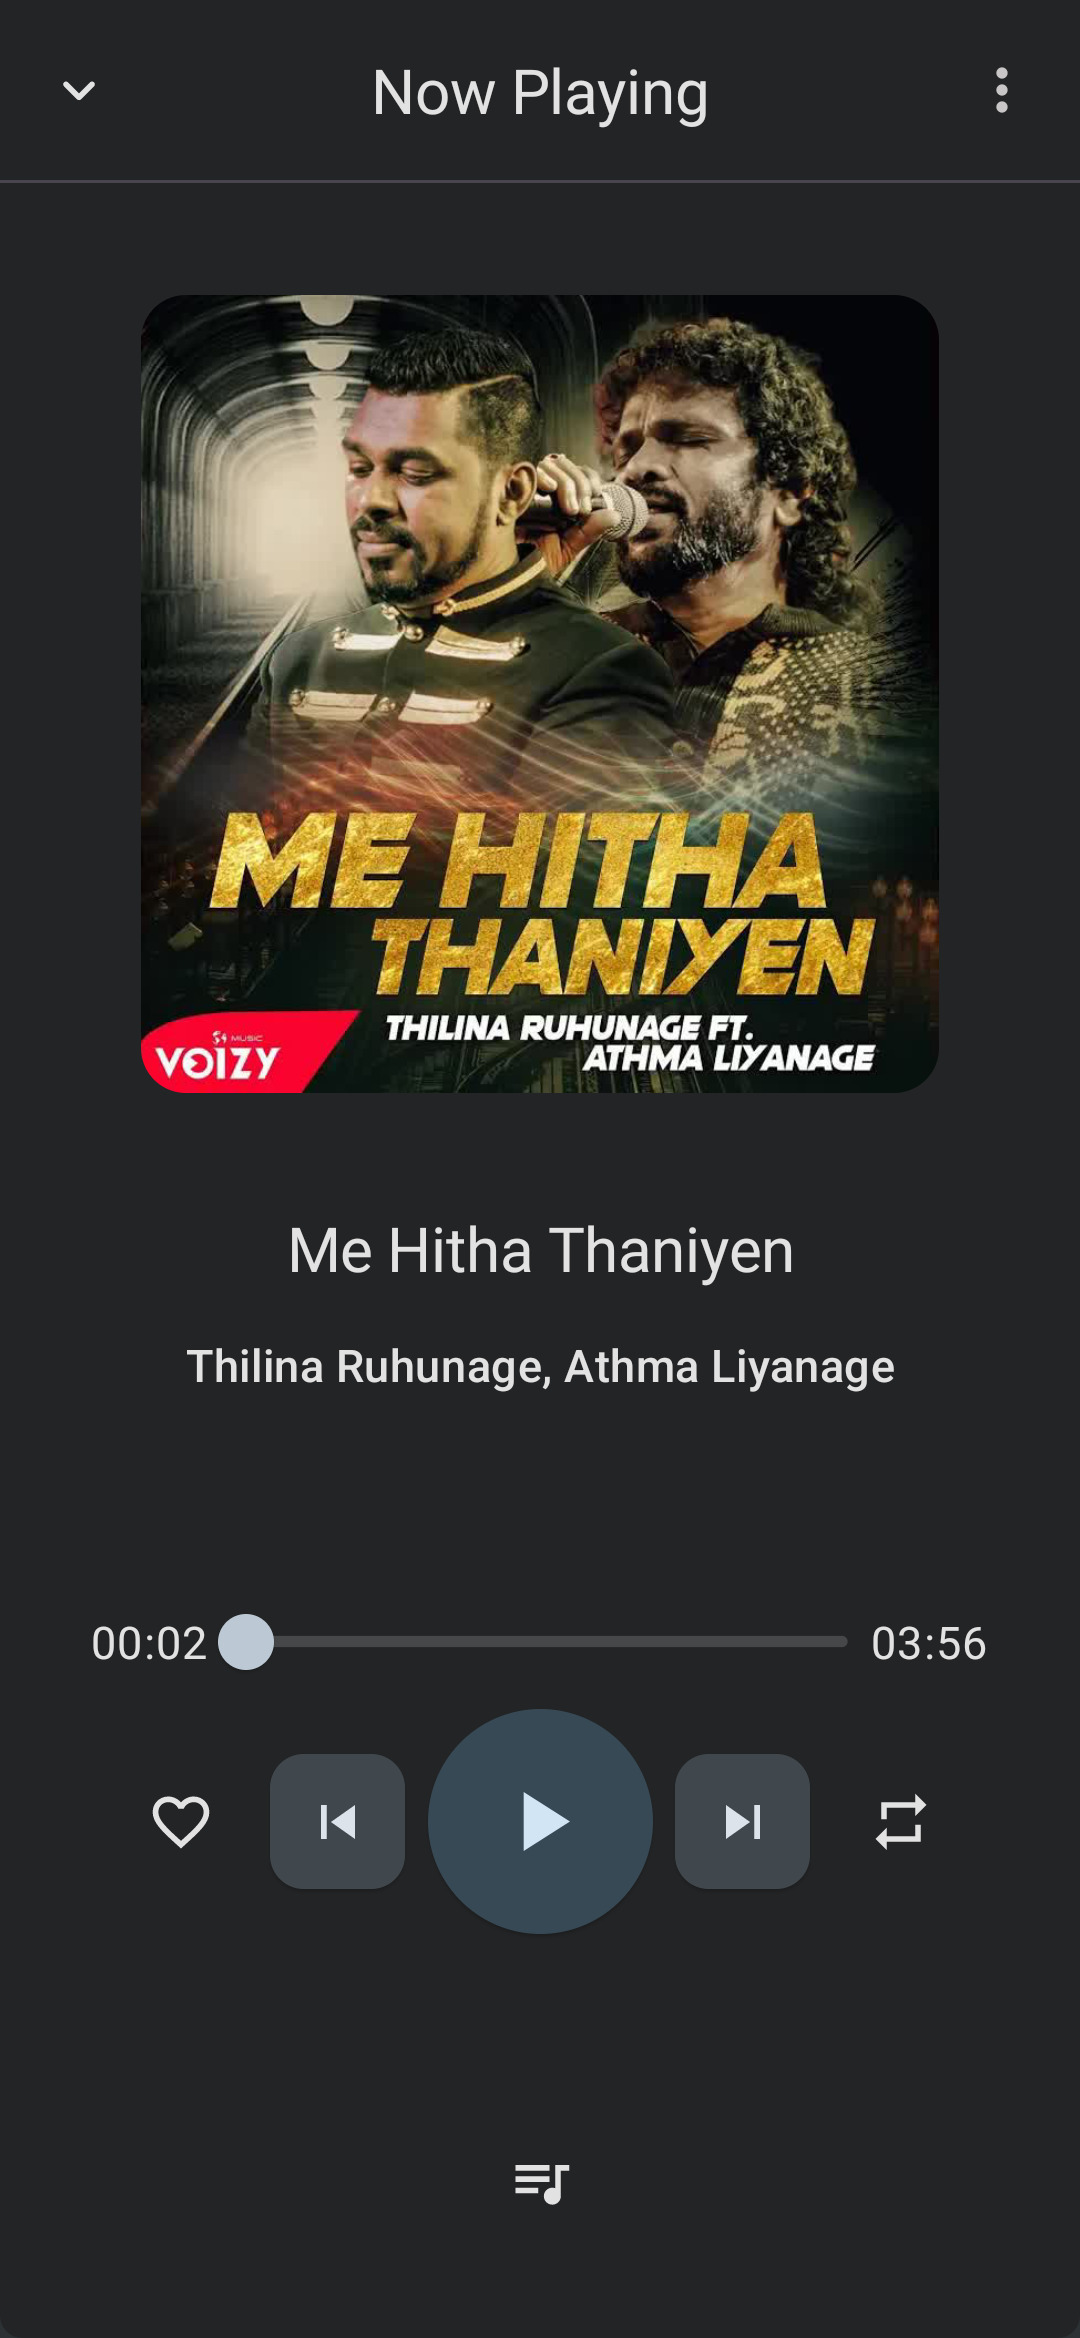 Now Playing
ME HITHA
THANIYEN
THILINA RUHUNAGE FT.
ATHMA LIYANAGE
MUSIC
VOIZY
Me Hitha Thaniyen
Thilina Ruhunage, Athma Liyanage
00:02
03:56